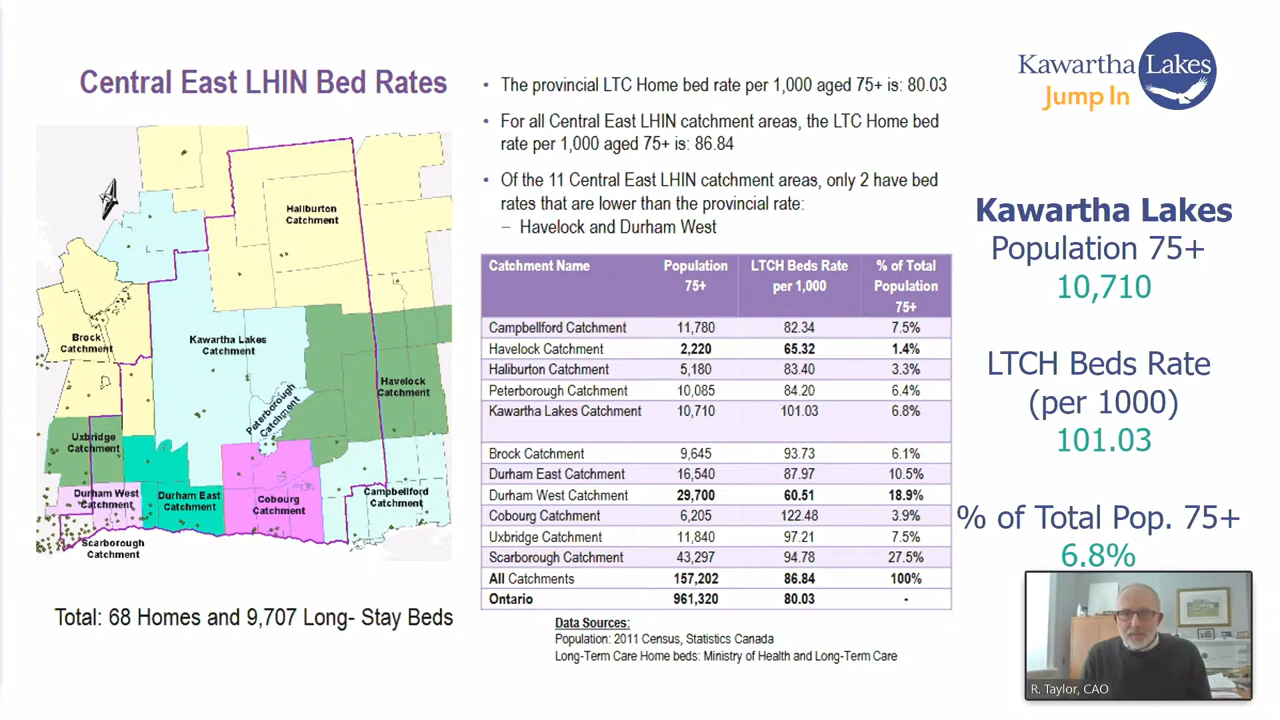 Central East LHIN Bed Rates
Haliburton
Catchment
Brock
Catchment
Kawartha Lakes
Catchment
Havelock
Catchment
Peterborough
Catchment
Uxbridge
Catchment
Durham West
Catchment
Durham East
Catchment
Cobourg
Catchment
Campbellford
Catchment
Scarborough
Catchment
Total: 68 Homes and 9,707 Long- Stay Beds
• The provincial LTC Home bed rate per 1,000 aged 75+ is: 80.03
• For all Central East LHIN catchment areas, the LTC Home bed
rate per 1,000 aged 75+ is: 86.84
• Of the 11 Central East LHIN catchment areas, only 2 have bed
rates that are lower than the provincial rate:
– Havelock and Durham West
Catchment Name Population 75+ LTCH Beds Rate per 1,000 % of Total Population 75+
Campbellford Catchment 11,780 82.34 7.5%
Havelock Catchment 2,220 65.32 1.4%
Haliburton Catchment 5,180 83.40 3.3%
Peterborough Catchment 10,085 84.20 6.4%
Kawartha Lakes Catchment 10,710 101.03 6.8%
Brock Catchment 9,645 93.73 6.1%
Durham East Catchment 16,540 87.97 10.5%
Durham West Catchment 29,700 60.51 18.9%
Cobourg Catchment 6,205 122.48 3.9%
Uxbridge Catchment 11,840 97.21 7.5%
Scarborough Catchment 43,297 94.78 27.5%
All Catchments 157,202 86.84 100%
Ontario 961,320 80.03 -
Data Sources:
Population: 2011 Census, Statistics Canada
Long-Term Care Home beds: Ministry of Health and Long-Term Care
Kawartha Lakes
Jump In
Kawartha Lakes
Population 75+
10,710
LTCH Beds Rate
(per 1000)
101.03
% of Total Pop. 75+
6.8%
R. Taylor, CAO